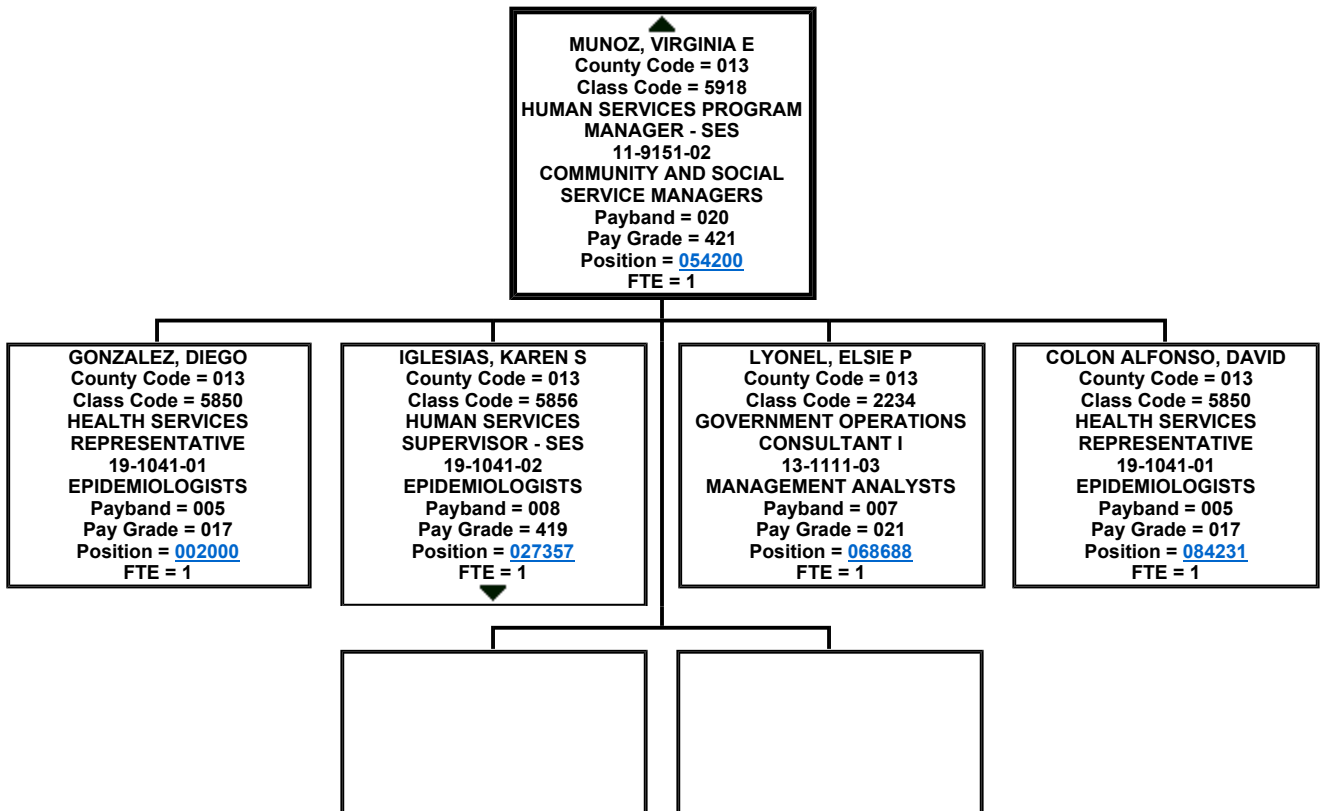 MUNOZ, VIRGINIA E
County Code = 013
Class Code = 5918
HUMAN SERVICES PROGRAM
MANAGER - SES
11-9151-02
COMMUNITY AND SOCIAL
SERVICE MANAGERS
Payband = 020
Pay Grade = 421
Position = 054200
FTE = 1
GONZALEZ, DIEGO
County Code = 013
Class Code = 5850
HEALTH SERVICES
REPRESENTATIVE
19-1041-01
EPIDEMIOLOGISTS
Payband = 005
Pay Grade = 017
Position = 002000
FTE = 1
IGLESIAS, KAREN S
County Code = 013
Class Code = 5856
HUMAN SERVICES
SUPERVISOR - SES
19-1041-02
EPIDEMIOLOGISTS
Payband = 008
Pay Grade = 419
Position = 027357
FTE = 1
LYONEL, ELSIE P
County Code = 013
Class Code = 2234
GOVERNMENT OPERATIONS
CONSULTANT I
13-1111-03
MANAGEMENT ANALYSTS
Payband = 007
Pay Grade = 021
Position = 068688
FTE = 1
COLON ALFONSO, DAVID
County Code = 013
Class Code = 5850
HEALTH SERVICES
REPRESENTATIVE
19-1041-01
EPIDEMIOLOGISTS
Payband = 005
Pay Grade = 017
Position = 084231
FTE = 1